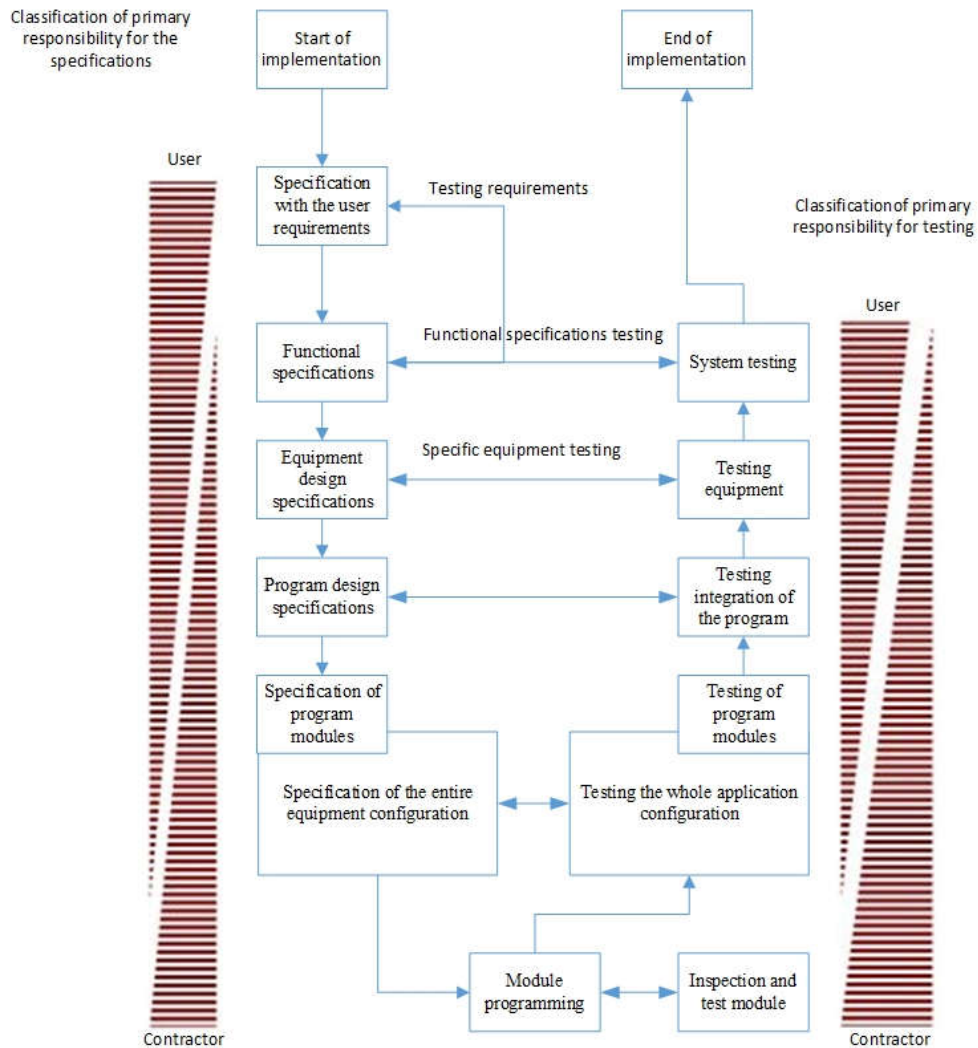 Classification of primary
responsibility for the
specifications
Start of
implementation
End of
implementation
User
Specification
with the user
requirements
Testing requirements
Classification of primary
responsibility for testing
User
Functional
specifications
Functional specifications testing
System testing
Equipment
design
specifications
Specific equipment testing
Testing
equipment
Program design
specifications
Testing
integration of
the program
Specification of
program
modules
Testing of
program
modules
Specification of the entire
equipment configuration
Testing the whole application
configuration
Module
programming
Inspection and
test module
Contractor
Contractor